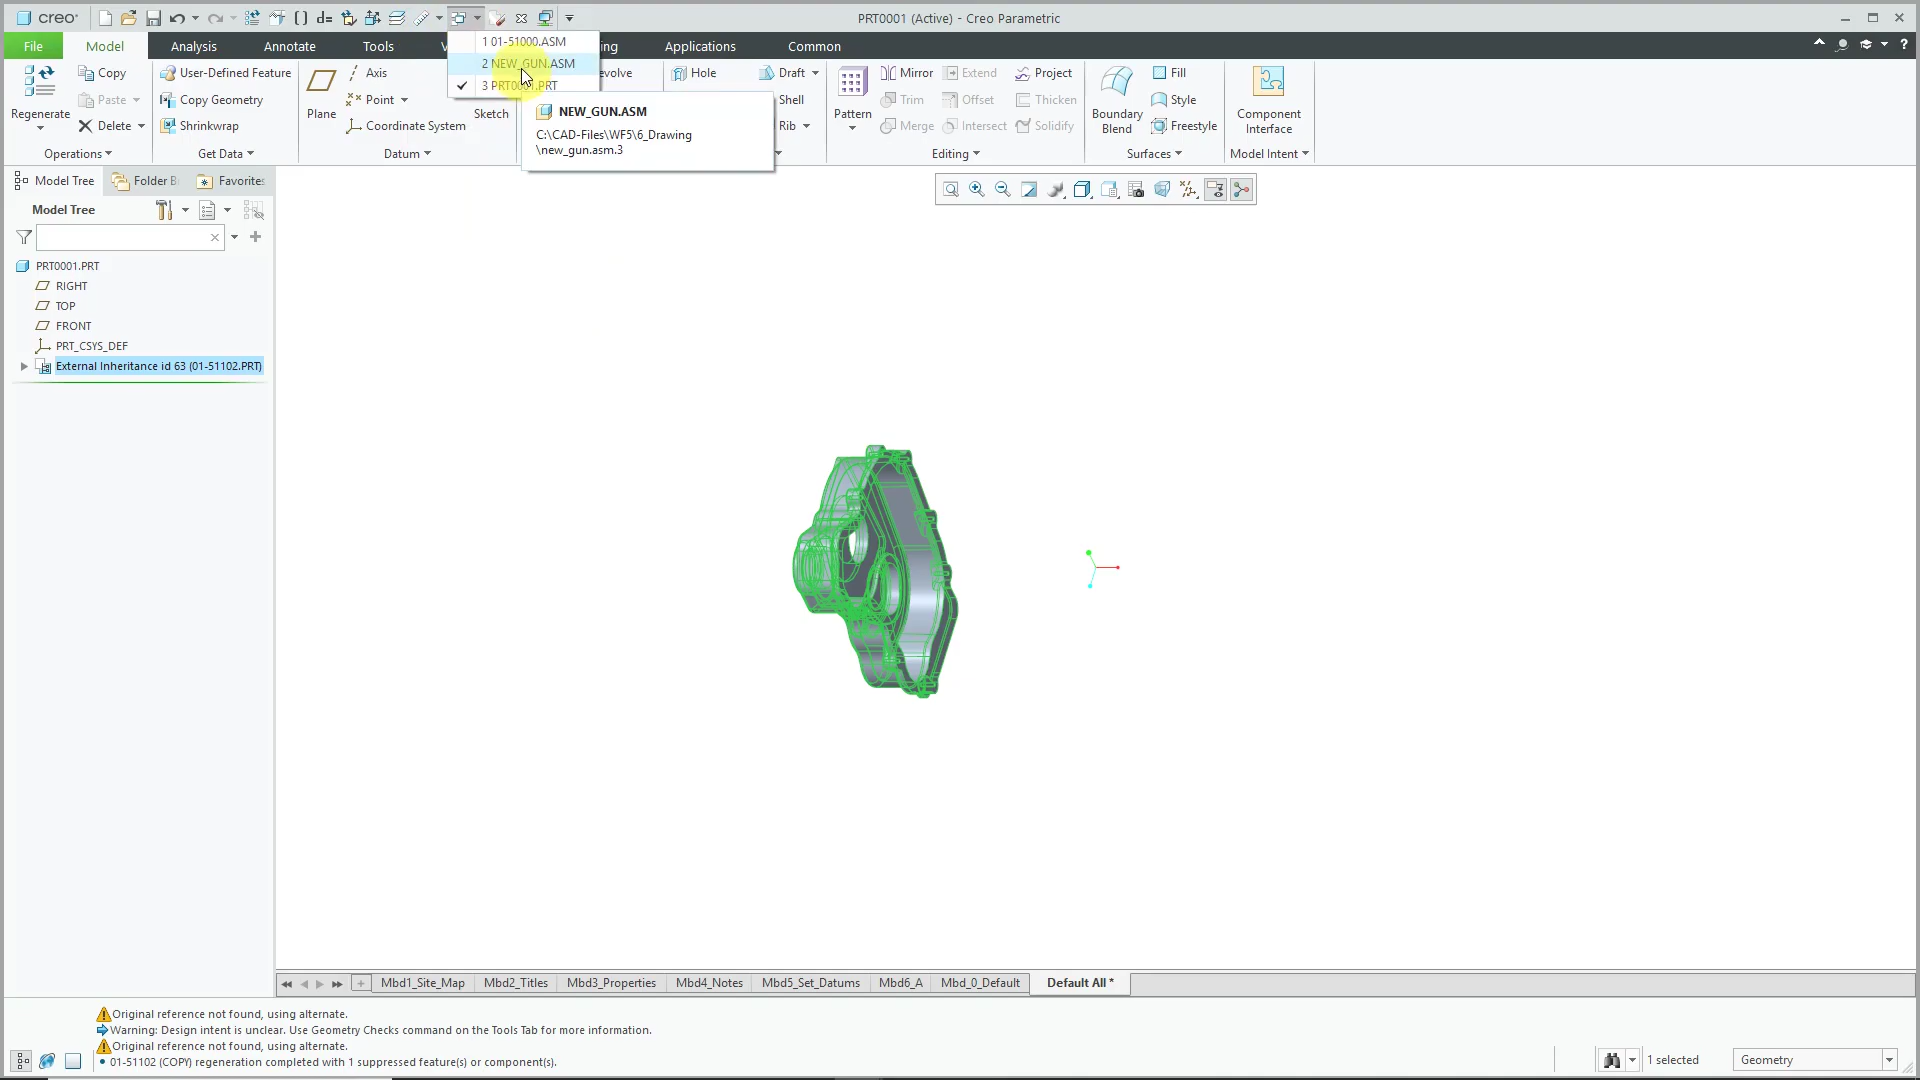 creo
PRT0001 (Active) - Creo Parametric
File
Model
Analysis
Annotate
Tools
V
ing
Applications
Common
1 01-51000.ASM
2 NEW_GUN.ASM
3 PRT0001.PRT
NEW_GUN.ASM
C:\CAD-Files\WF5\6_Drawing
\new_gun.asm.3
Regenerate
Copy
Paste
Delete
Operations
User-Defined Feature
Copy Geometry
Shrinkwrap
Get Data
Plane
Axis
Point
Coordinate System
Sketch
Datum
evolve
Hole
Draft
Shell
Rib
Pattern
Mirror
Extend
Project
Trim
Offset
Thicken
Merge
Intersect
Solidify
Editing
Boundary
Blend
Fill
Style
Freestyle
Surfaces
Component
Interface
Model Intent
Model Tree
Folder B
Favorites
Model Tree
PRT0001.PRT
RIGHT
TOP
FRONT
PRT_CSYS_DEF
External Inheritance id 63 (01-51102.PRT)
Mbd1_Site_Map
Mbd2_Titles
Mbd3_Properties
Mbd4_Notes
Mbd5_Set_Datums
Mbd6_A
Mbd_0_Default
Default All *
Original reference not found, using alternate.
Warning: Design intent is unclear. Use Geometry Checks command on the Tools Tab for more information.
Original reference not found, using alternate.
• 01-51102 (COPY) regeneration completed with 1 suppressed feature(s) or component(s).
1 selected
Geometry